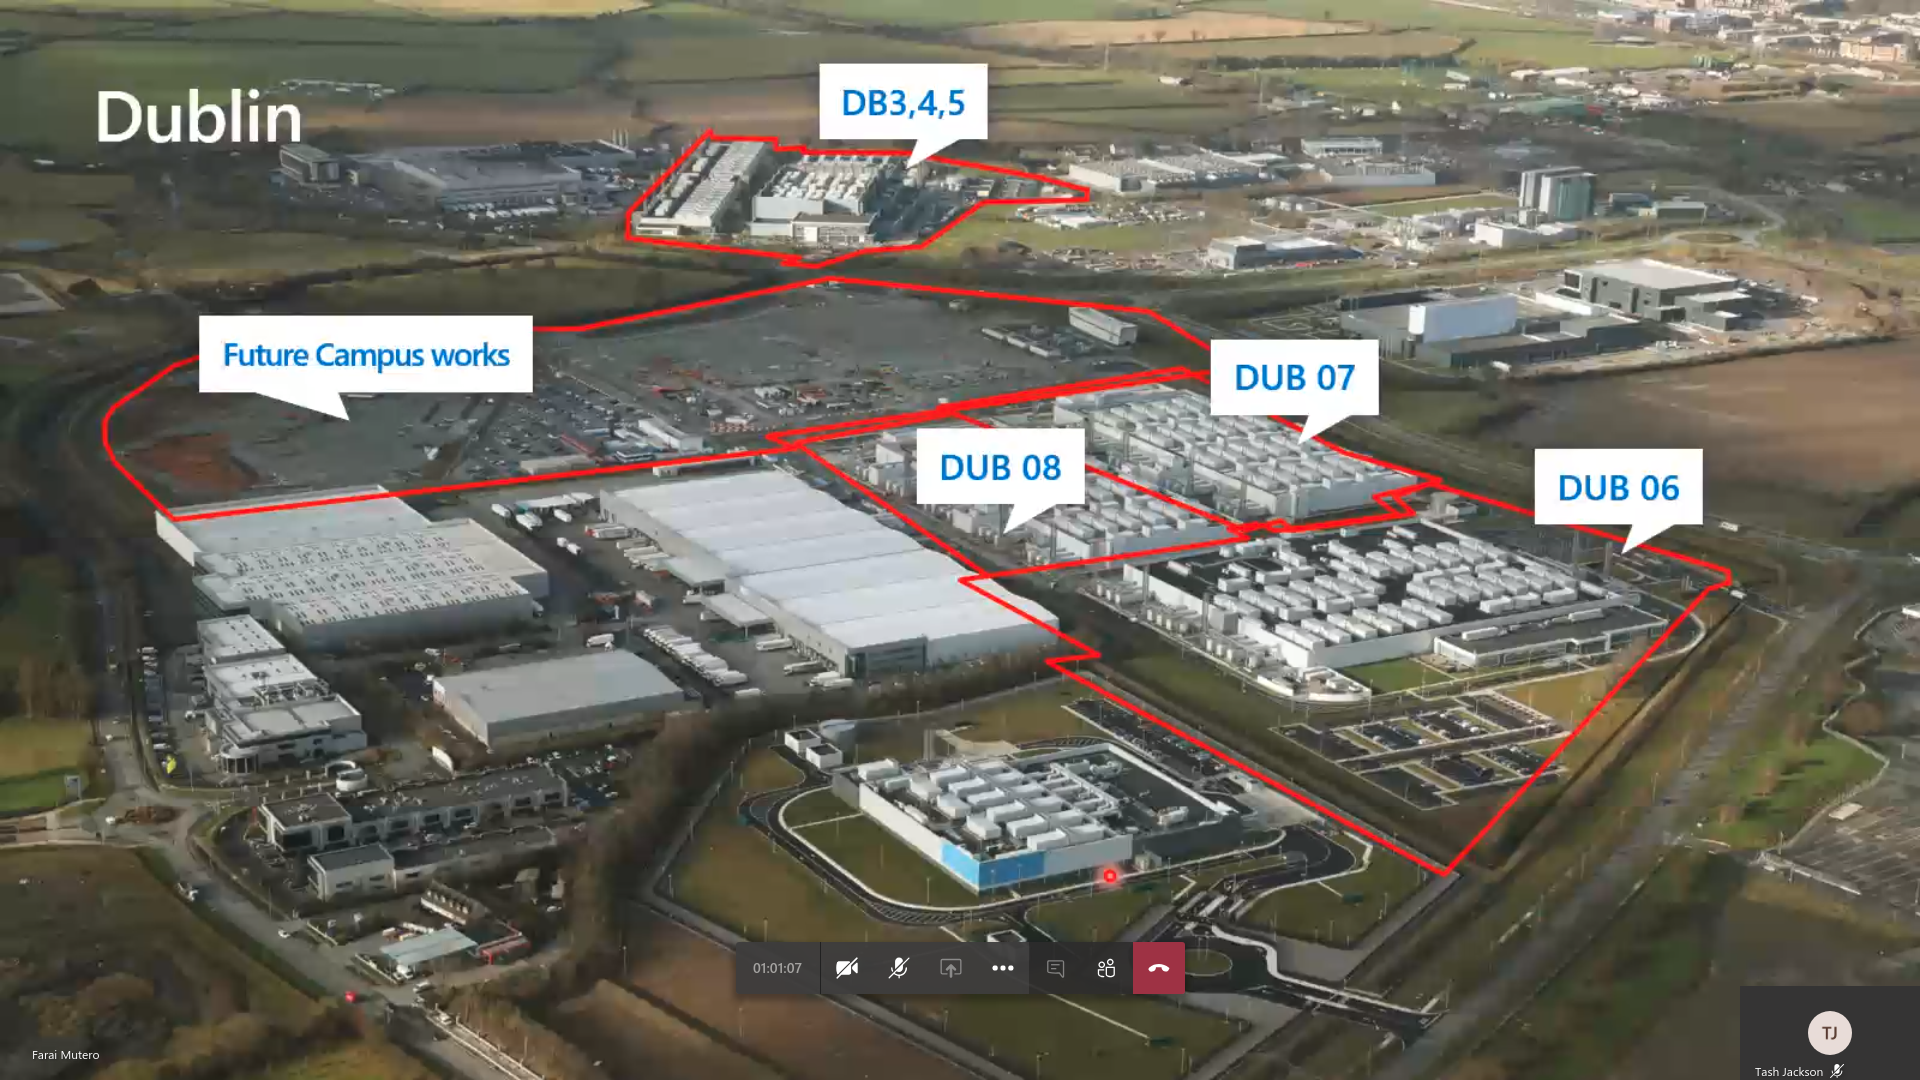 Dublin
DB3,4,5
Future Campus works
DUB 07
DUB 08
DUB 06
01:01:07
Farai Mutero
TJ
Tash Jackson